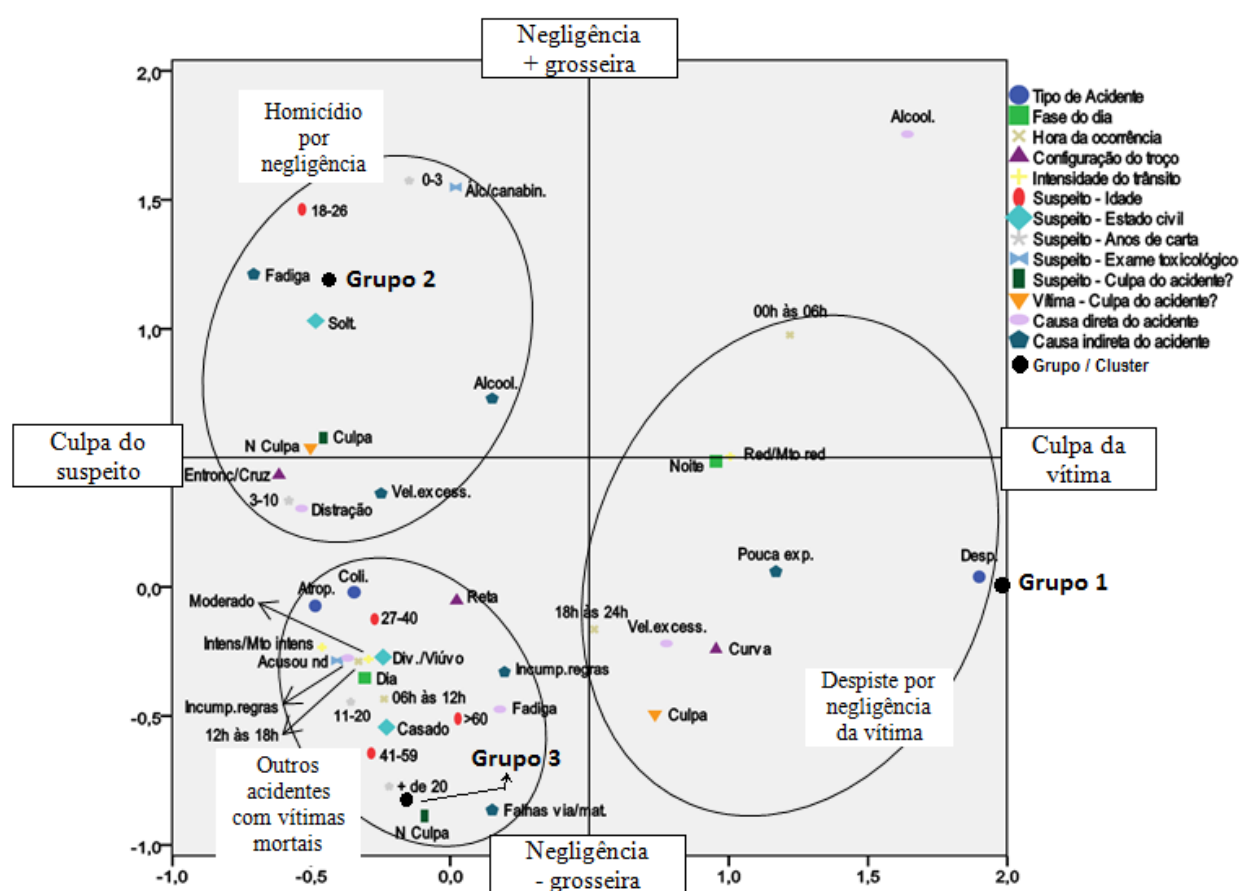 Negligência
+ grosseira
2,0
Homicídio
por
negligência
Alcool.
Tipo de Acidente
Fase do dia
Hora da ocorrência
Configuração do troço
Intensidade do trânsito
Suspeito - Idade
Suspeito - Estado civil
Suspeito - Anos de carta
Suspeito - Exame toxicológico
Suspeito - Culpa do acidente?
Vítima - Culpa do acidente?
Causa direta do acidente
Causa indireta do acidente
Grupo / Cluster
0-3
Álc/canabin.
1,5
18-26
Fadiga
Grupo 2
00h às 06h
Solt.
1,0
Alcool.
N Culpa
Culpa
Culpa do
suspeito
Culpa da
vítima
0,5
Noite
Red/Mto red
Entronc/Cruz
Vel.excess.
3-10
Distração
Pouca exp.
Desp.
Grupo 1
0,0
Coli.
Atrop.
Moderado
Reta
27-40
18h às 24h
Vel.excess.
Curva
Intens/Mto intens
Acusou nd
Div./Viúvo
Incump.regras
Dia
Incump.regras
06h às 12h
11-20
Fadiga
-0,5
12h às 18h
Casado
>60
Culpa
Despiste por
negligência
da vítima
41-59
Grupo 3
Outros
acidentes
com vítimas
mortais
+ de 20
Falhas via/mat.
N Culpa
-1,0
Negligência
- grosseira
-1,0
-0,5
0,0
1,0
1,5
2,0